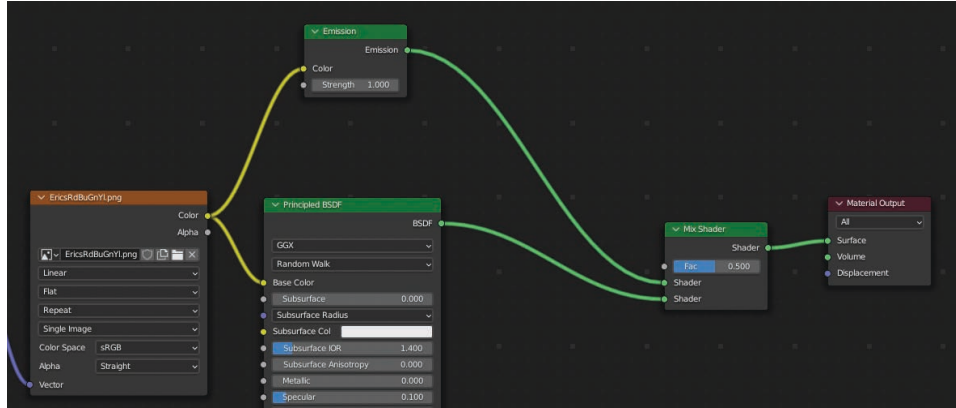 Emission
Emission
Color
Strength 1.000
EricsRdBuGnYl.png
Color
Alpha
EricsRdBuGnYl.png
Linear
Flat
Repeat
Single Image
Color Space sRGB
Alpha Straight
Vector
Principled BSDF
BSDF
GGX
Random Walk
Base Color
Subsurface 0.000
Subsurface Radius
Subsurface Col
Subsurface IOR 1.400
Subsurface Anisotropy 0.000
Metallic 0.000
Specular 0.100
Mix Shader
Shader
Fac 0.500
Shader
Shader
Material Output
All
Surface
Volume
Displacement